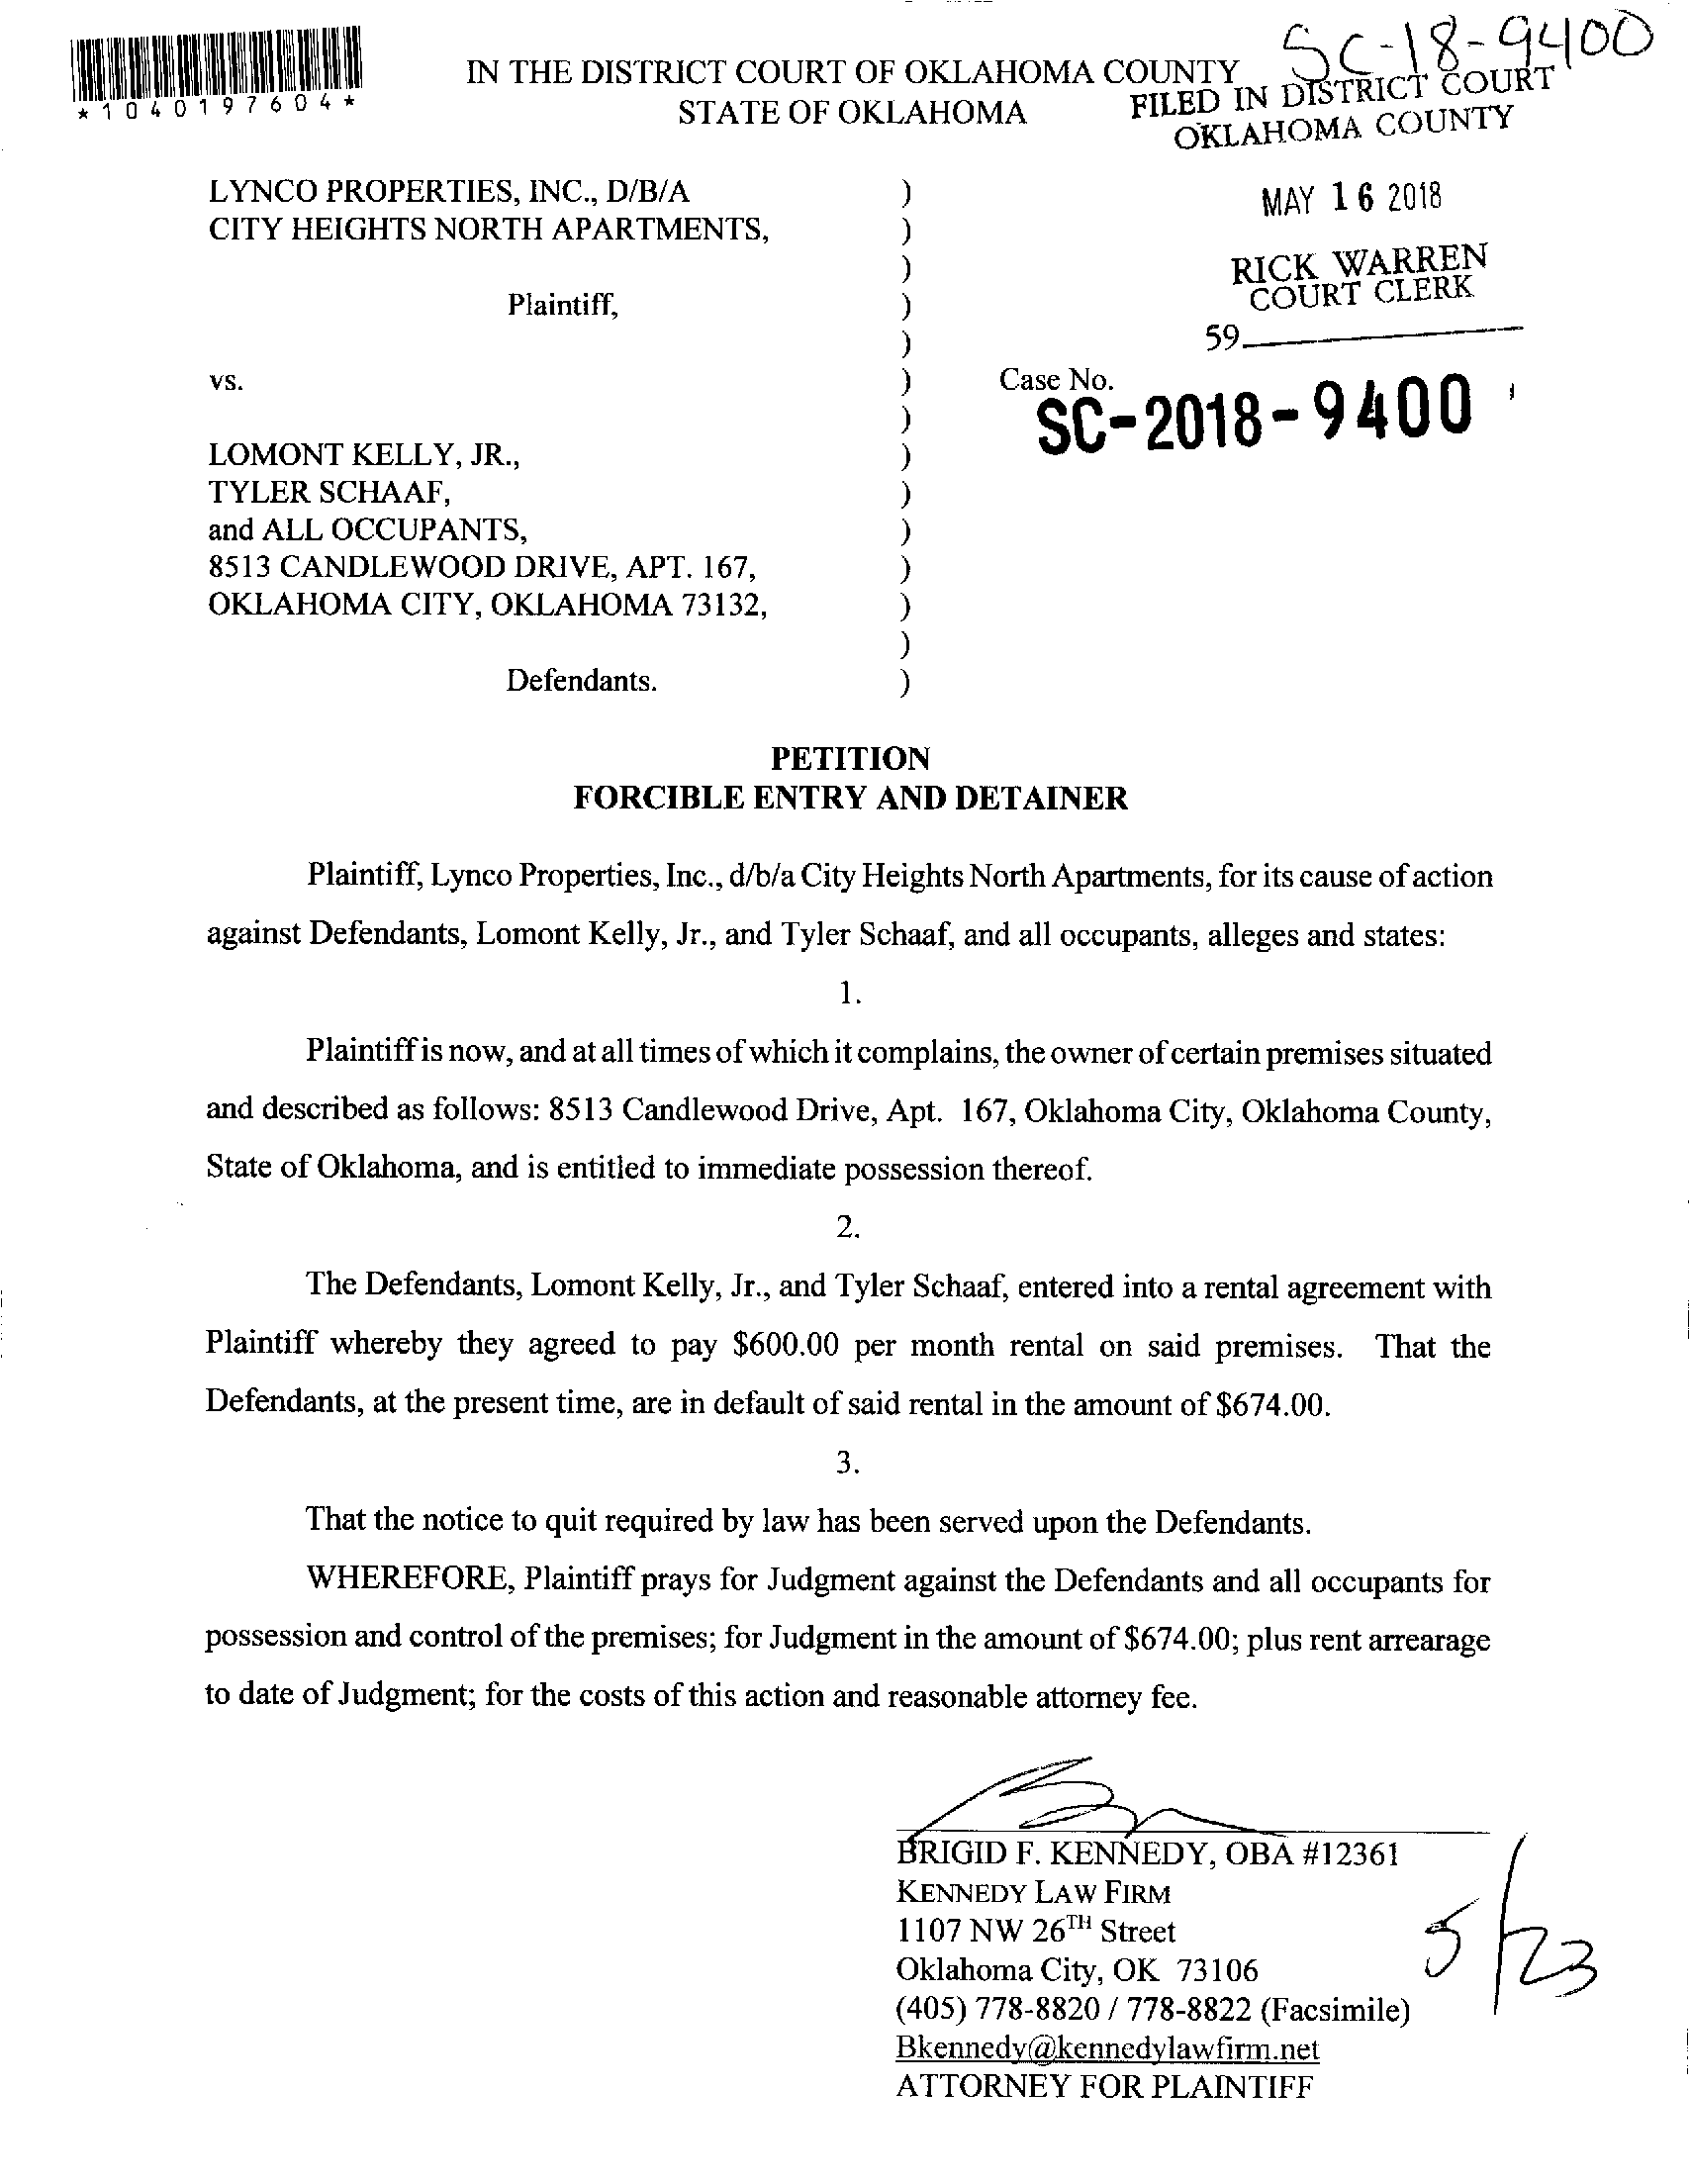 SC-18-9400
*1040197604*
IN THE DISTRICT COURT OF OKLAHOMA COUNTY
STATE OF OKLAHOMA
FILED IN DISTRICT COURT
OKLAHOMA COUNTY
MAY 16 2018
RICK WARREN
COURT CLERK
59
LYNCO PROPERTIES, INC., D/B/A )
CITY HEIGHTS NORTH APARTMENTS, )
)
Plaintiff, )
)
vs. ) Case No.
) SC-2018-9400
LOMONT KELLY, JR., )
TYLER SCHAAF, )
and ALL OCCUPANTS, )
8513 CANDLEWOOD DRIVE, APT. 167, )
OKLAHOMA CITY, OKLAHOMA 73132, )
)
Defendants. )
PETITION
FORCIBLE ENTRY AND DETAINER
Plaintiff, Lynco Properties, Inc., d/b/a City Heights North Apartments, for its cause of action
against Defendants, Lomont Kelly, Jr., and Tyler Schaaf, and all occupants, alleges and states:
1.
Plaintiff is now, and at all times of which it complains, the owner of certain premises situated
and described as follows: 8513 Candlewood Drive, Apt. 167, Oklahoma City, Oklahoma County,
State of Oklahoma, and is entitled to immediate possession thereof.
2.
The Defendants, Lomont Kelly, Jr., and Tyler Schaaf, entered into a rental agreement with
Plaintiff whereby they agreed to pay $600.00 per month rental on said premises. That the
Defendants, at the present time, are in default of said rental in the amount of $674.00.
3.
That the notice to quit required by law has been served upon the Defendants.
WHEREFORE, Plaintiff prays for Judgment against the Defendants and all occupants for
possession and control of the premises; for Judgment in the amount of $674.00; plus rent arrearage
to date of Judgment; for the costs of this action and reasonable attorney fee.
BRIGID F. KENNEDY, OBA #12361
KENNEDY LAW FIRM
1107 NW 26TH Street
Oklahoma City, OK 73106
(405) 778-8820 / 778-8822 (Facsimile)
Bkennedy@kennedylawfirm.net
ATTORNEY FOR PLAINTIFF
5/23